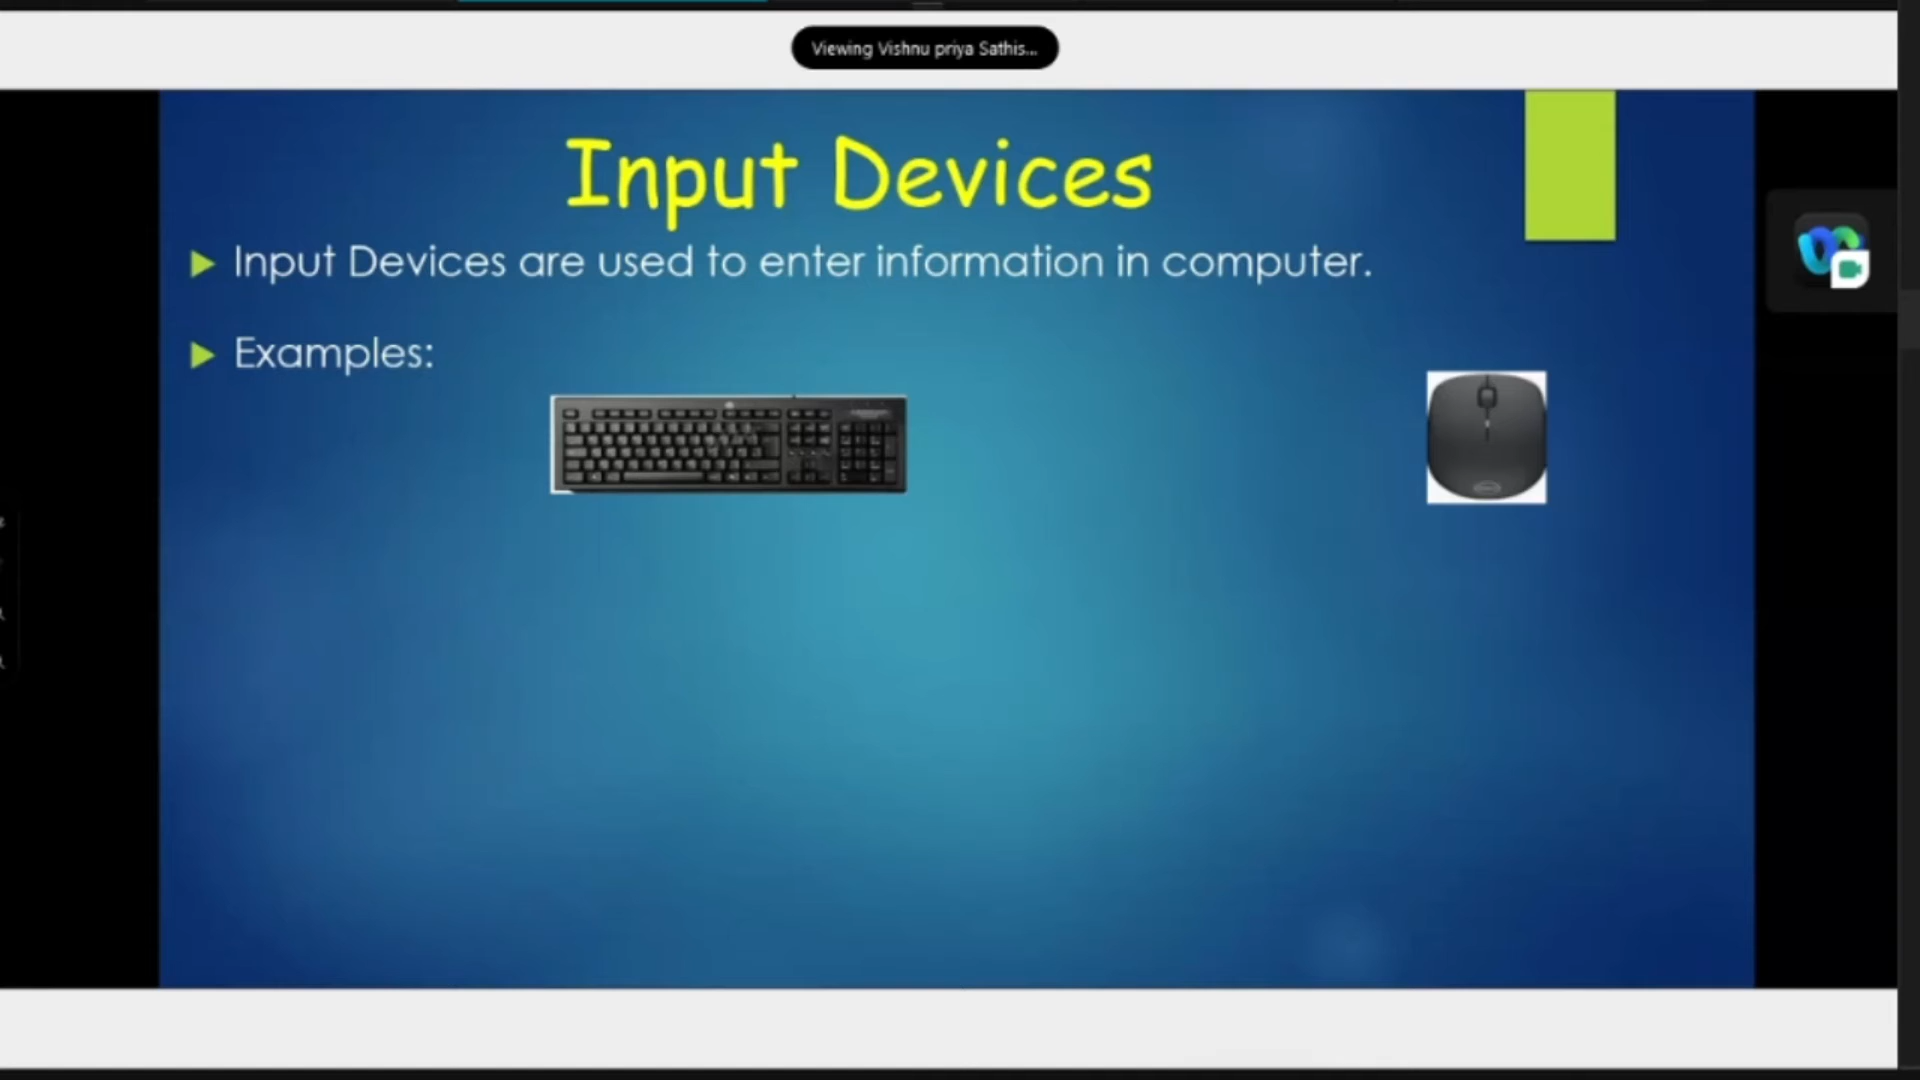 Viewing Vishnu priya Sathis...
Input Devices
Input Devices are used to enter information in computer.
Examples: